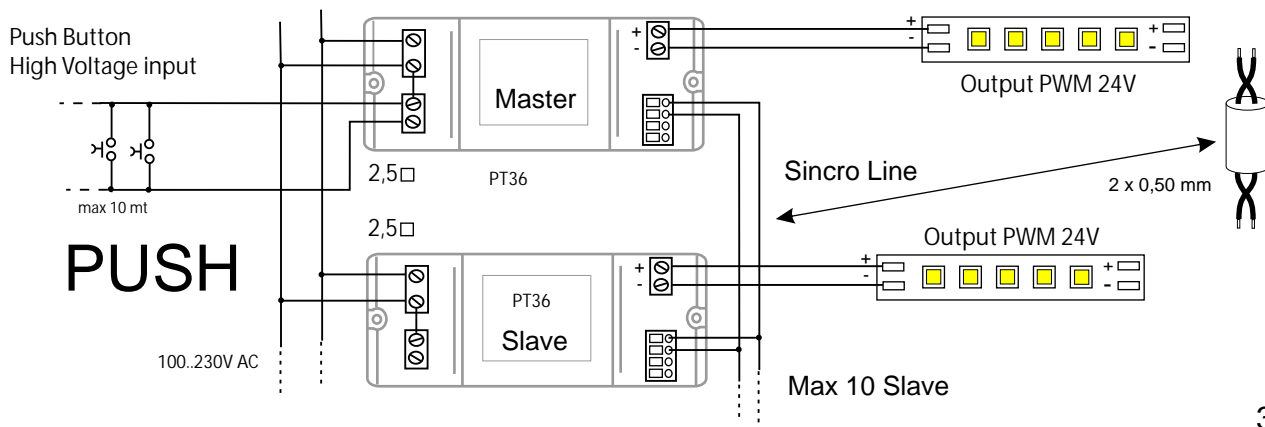 Push Button
High Voltage input
max 10 mt
PUSH
100..230V AC
Master
2,5□
PT36
2,5□
PT36
Slave
+
-
+
-
+
-
Output PWM 24V
Sincro Line
2 x 0,50 mm
+
-
Output PWM 24V
+
-
+
-
Max 10 Slave
3